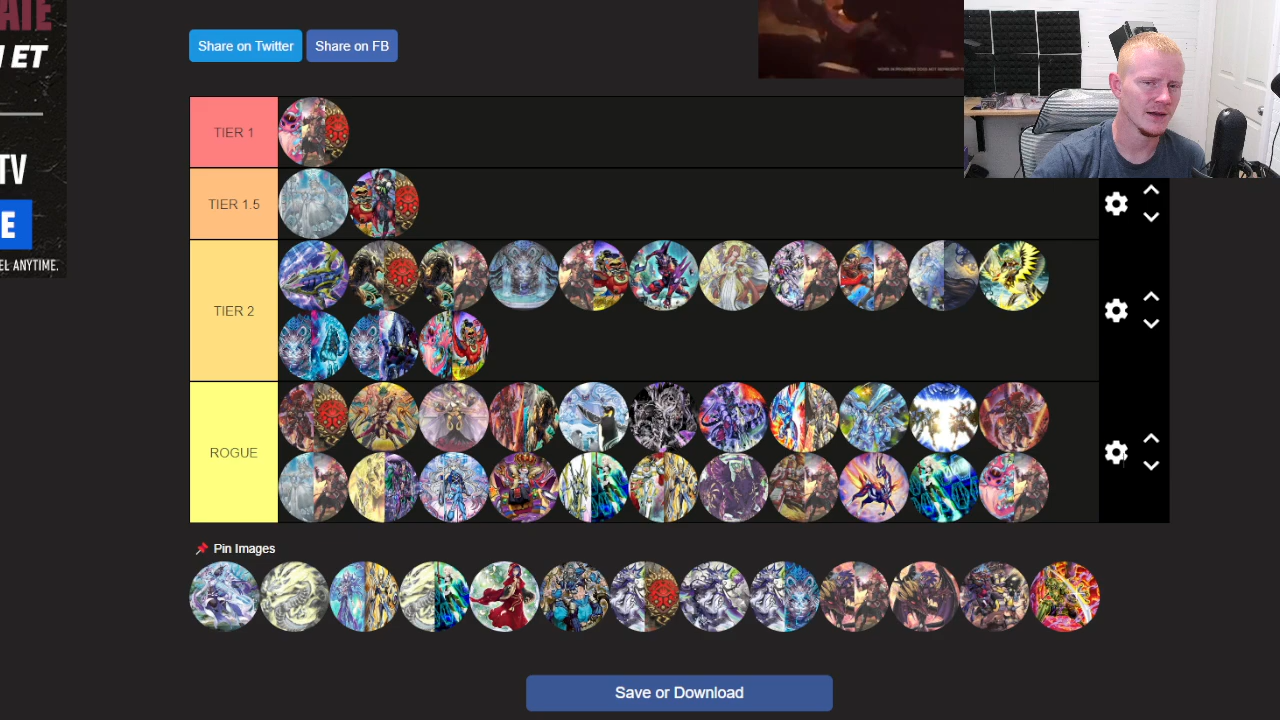 ATE
N ET
TV
E
EL ANYTIME.
Share on Twitter
Share on FB
TIER 1
TIER 1.5
TIER 2
ROGUE
Pin Images
Save or Download